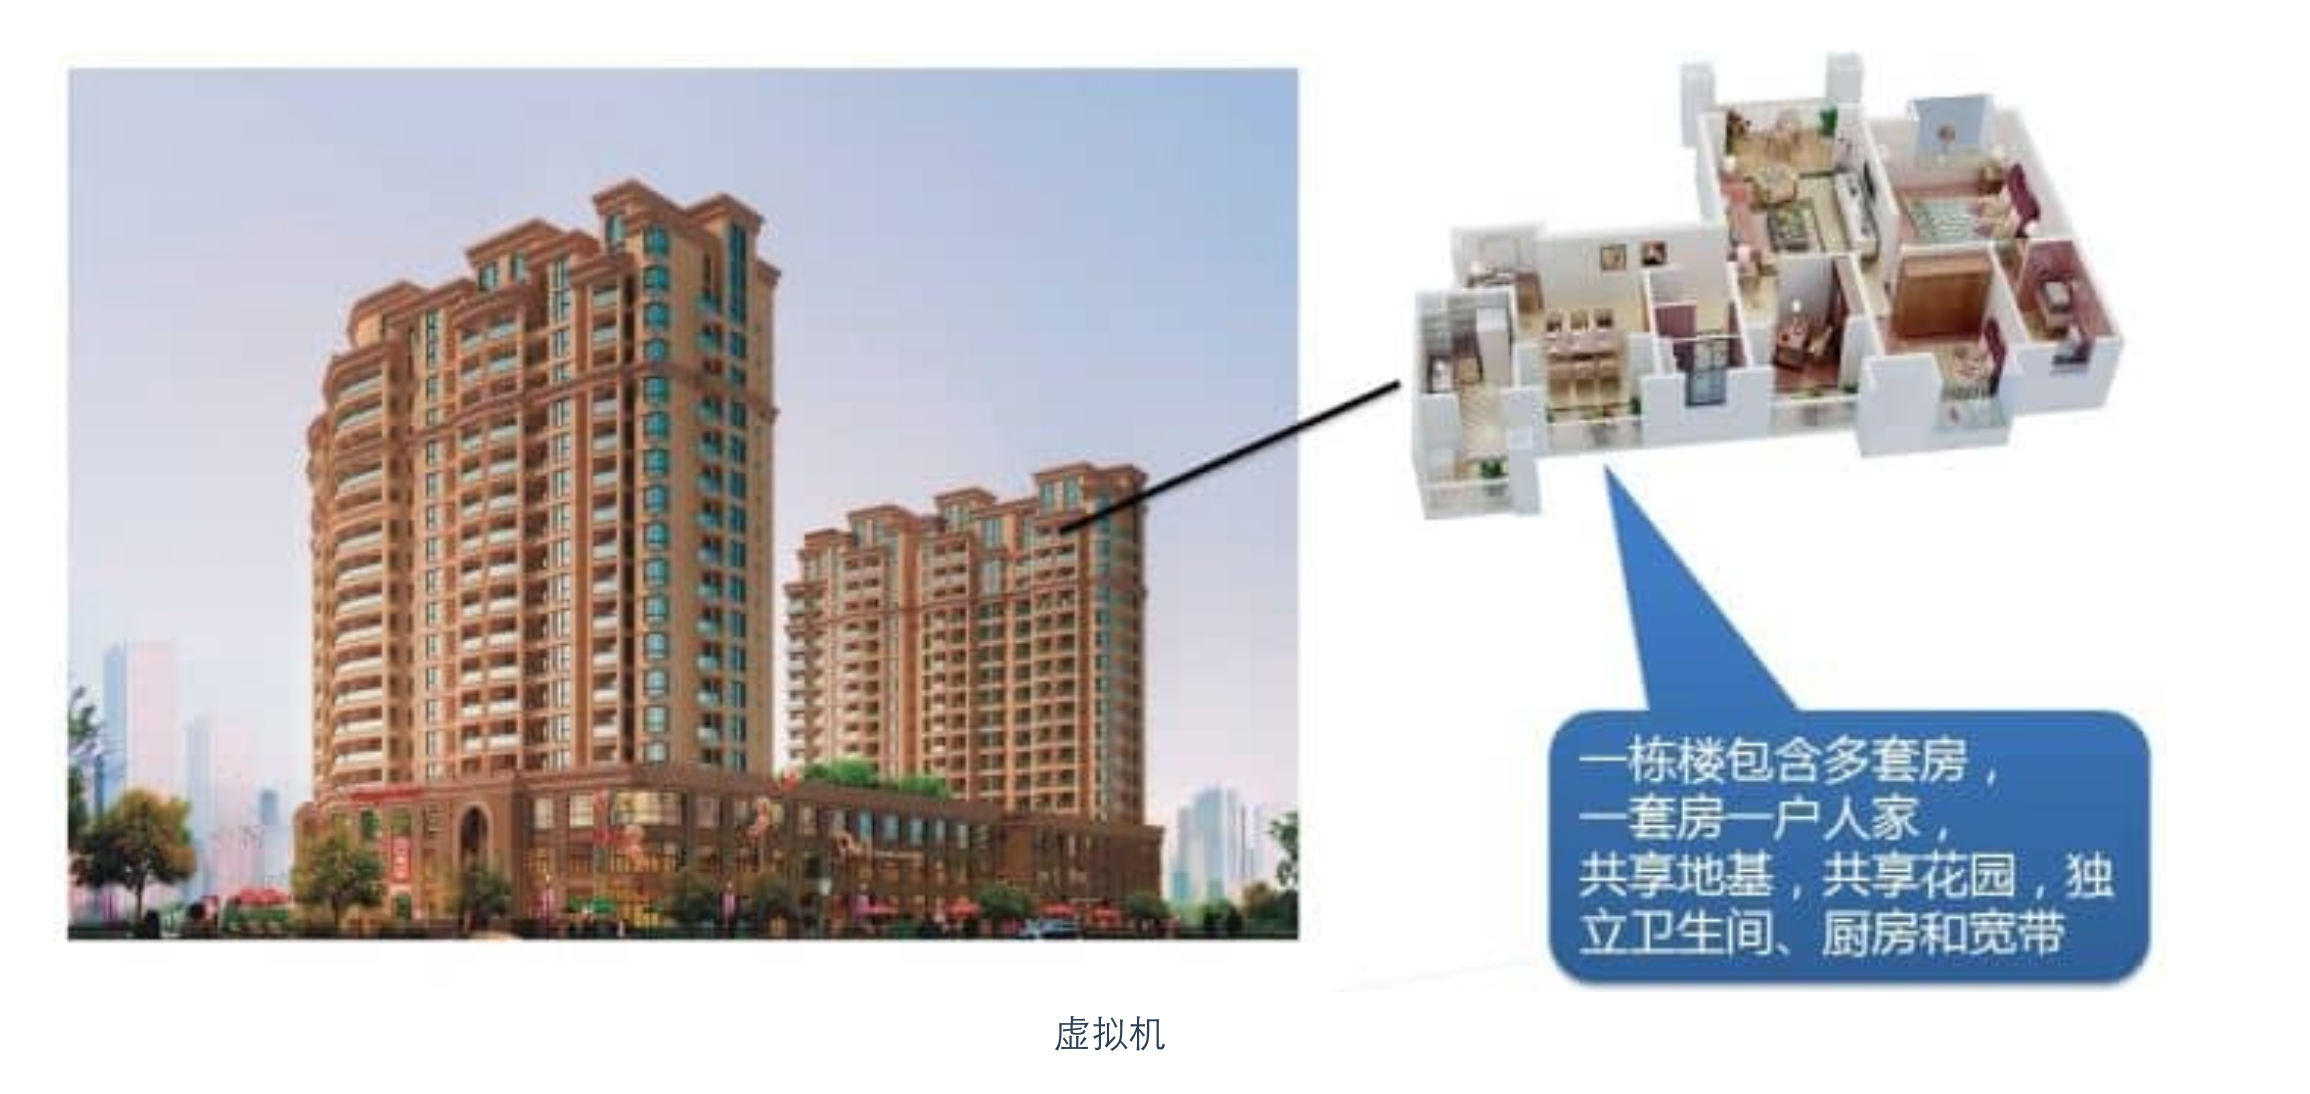 一栋楼包含多套房，
一套房一户人家，
共享地基，共享花园，独
立卫生间、厨房和宽带
虚拟机